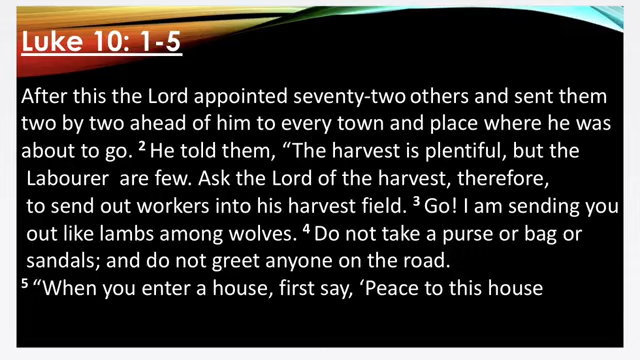 Luke 10: 1-5
After this the Lord appointed seventy-two others and sent them
two by two ahead of him to every town and place where he was
about to go. ² He told them, “The harvest is plentiful, but the
Labourer are few. Ask the Lord of the harvest, therefore,
to send out workers into his harvest field. ³ Go! I am sending you
out like lambs among wolves. ⁴ Do not take a purse or bag or
sandals; and do not greet anyone on the road.
⁵ “When you enter a house, first say, ‘Peace to this house